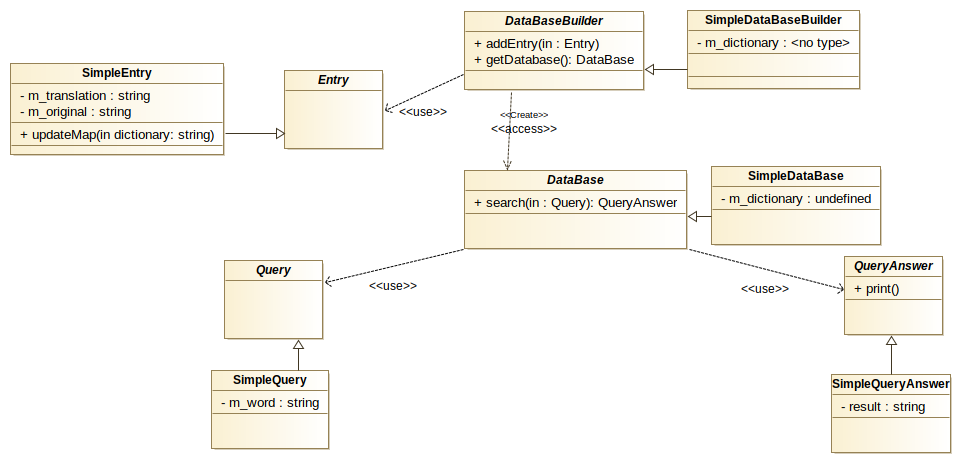 DataBaseBuilder
+ addEntry(in : Entry)
+ getDatabase(): DataBase
SimpleDataBaseBuilder
- m_dictionary : <no type>
SimpleEntry
- m_translation : string
- m_original : string
+ updateMap(in dictionary: string)
Entry
<<use>>
<<Create>>
<<access>>
DataBase
+ search(in : Query): QueryAnswer
SimpleDataBase
- m_dictionary : undefined
Query
<<use>>
<<use>>
QueryAnswer
+ print()
SimpleQuery
- m_word : string
SimpleQueryAnswer
- result : string